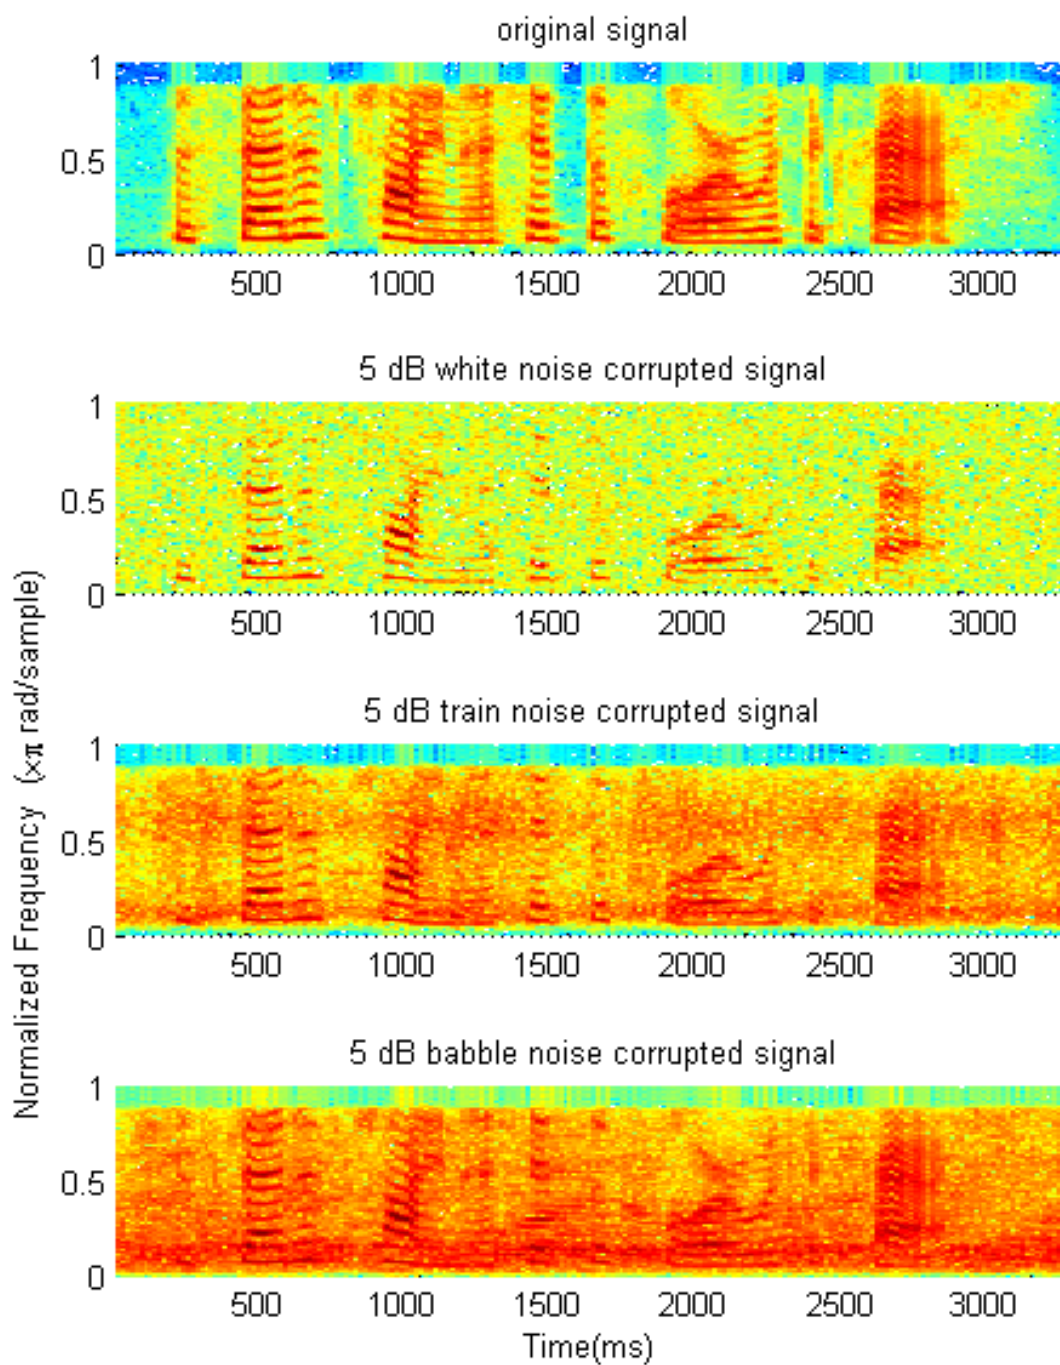 original signal
1
0.5
0
500 1000 1500 2000 2500 3000
5 dB white noise corrupted signal
1
0.5
0
500 1000 1500 2000 2500 3000
5 dB train noise corrupted signal
1
0.5
0
500 1000 1500 2000 2500 3000
5 dB babble noise corrupted signal
1
0.5
0
500 1000 1500 2000 2500 3000
Time(ms)
Normalized Frequency (×π rad/sample)